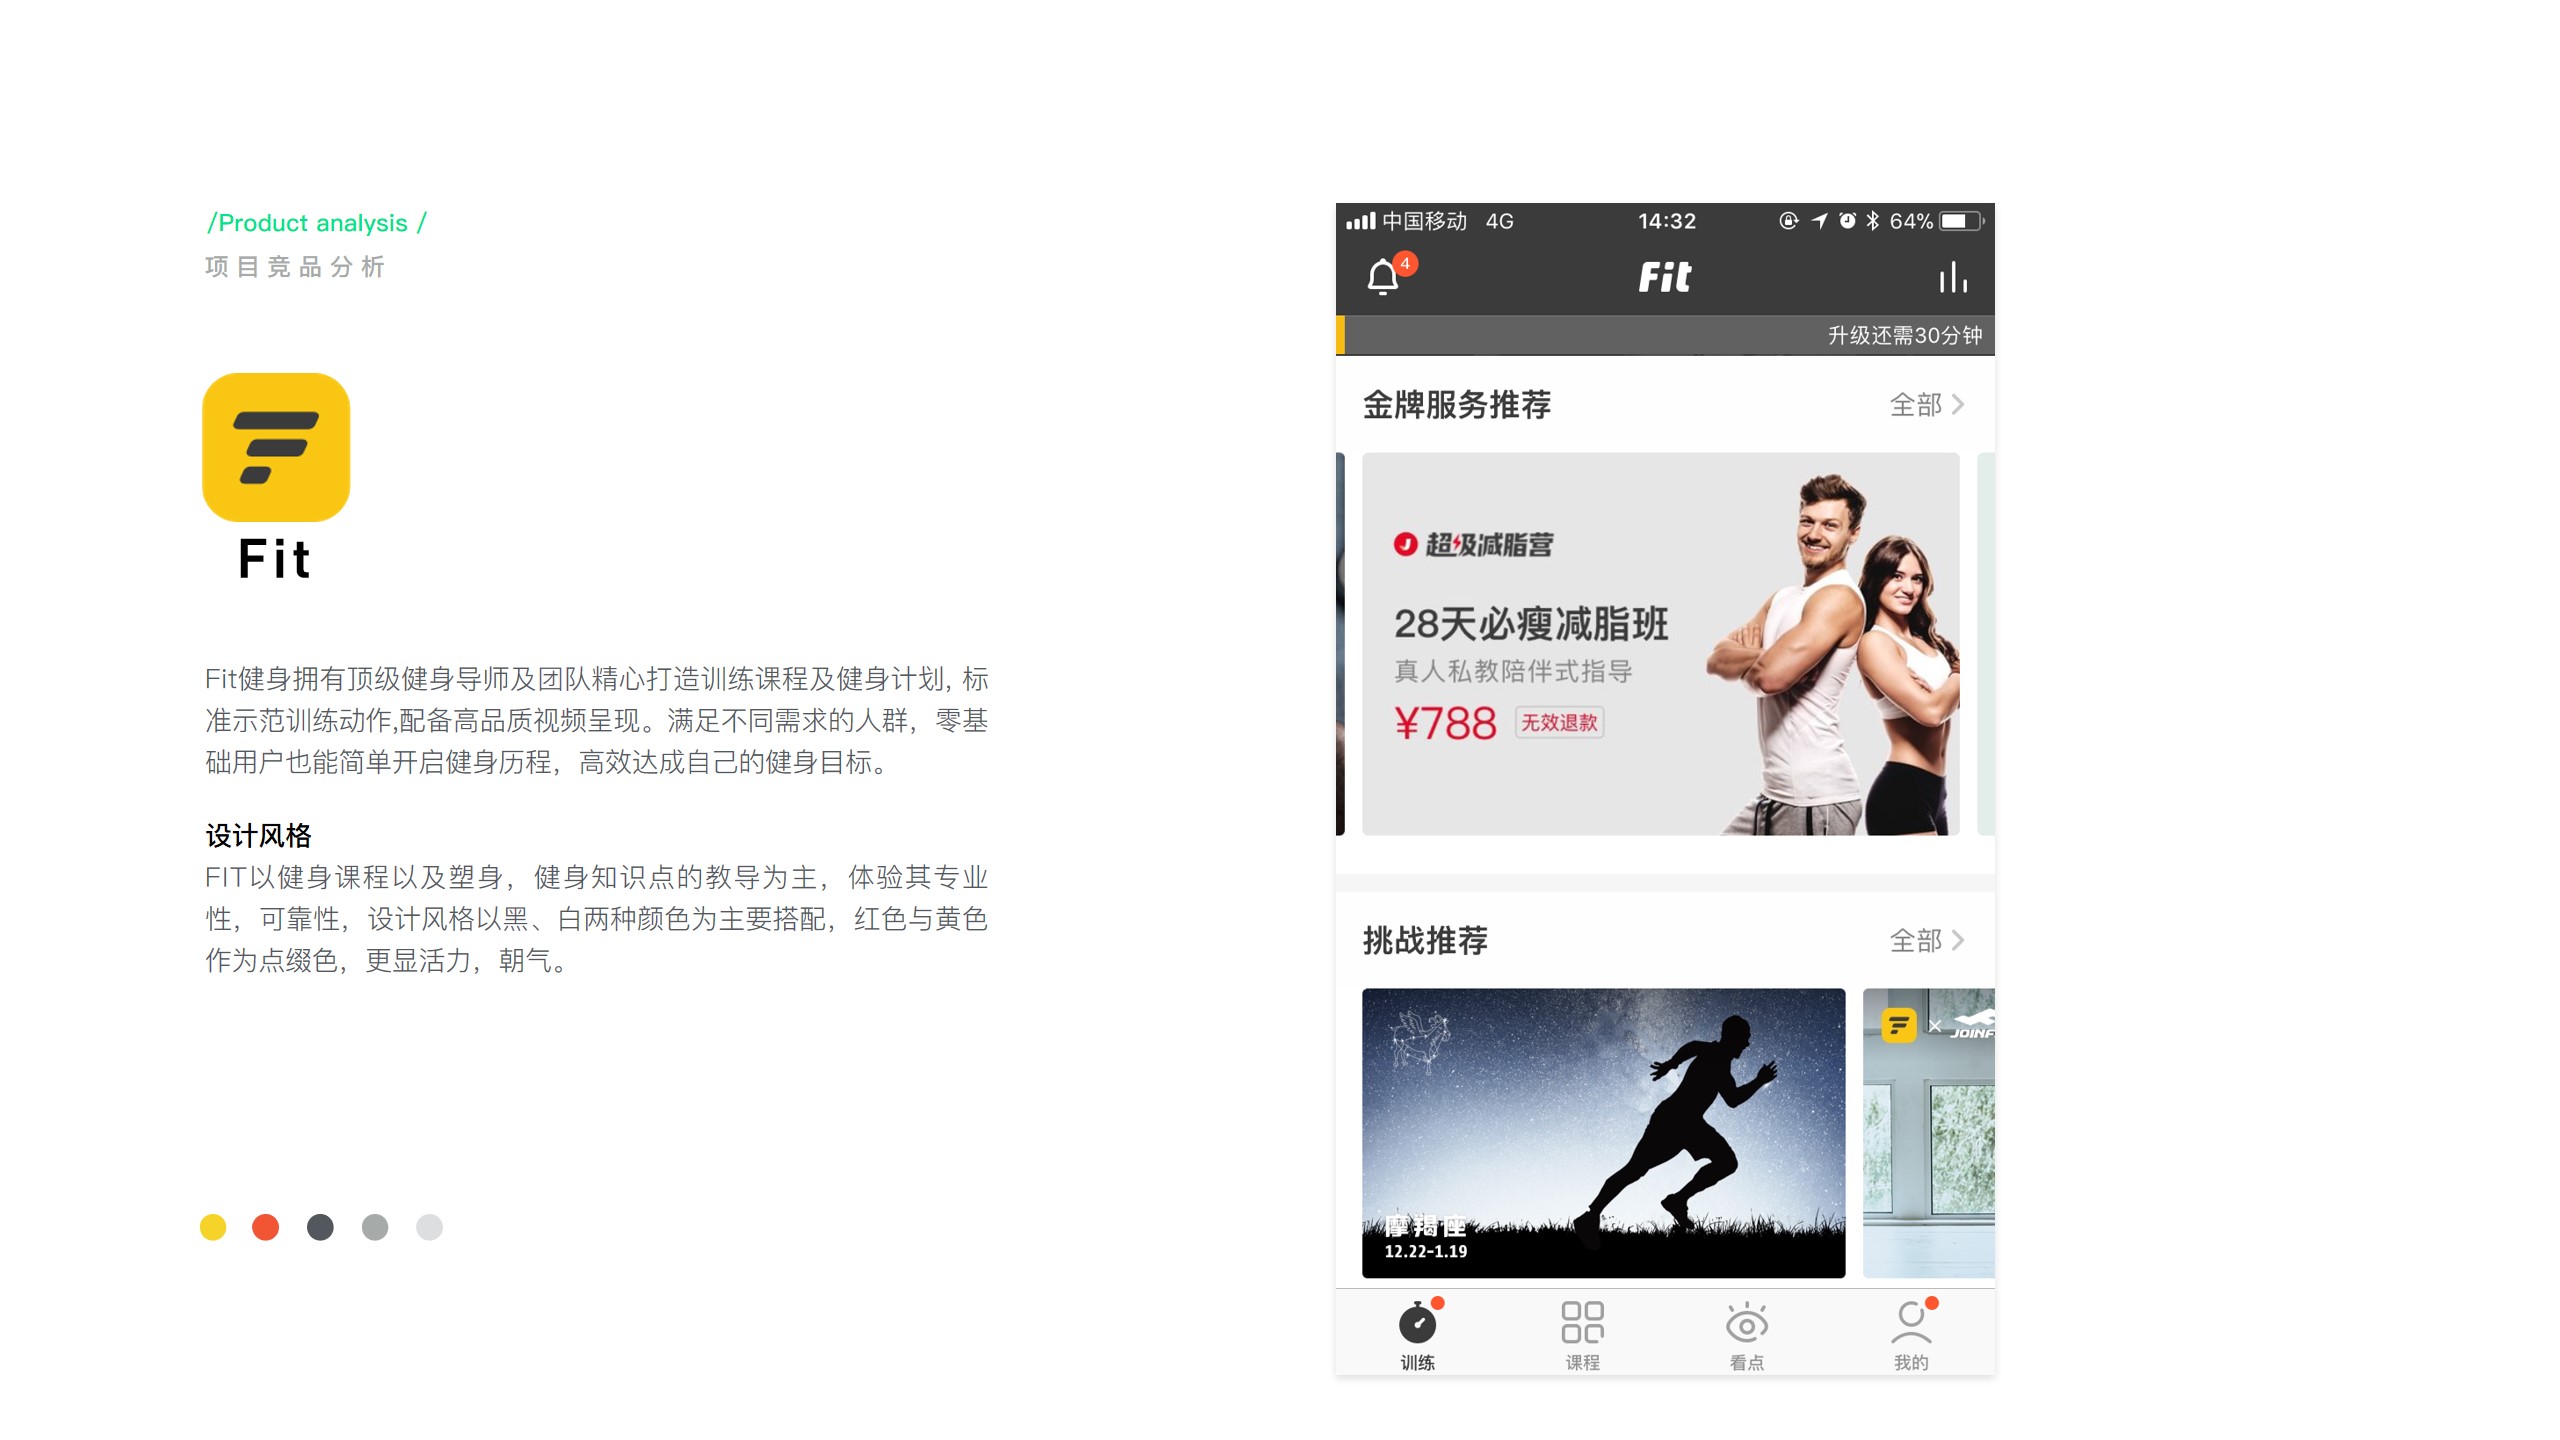 /Product analysis /
项目竞品分析
Fit
Fit健身拥有顶级健身导师及团队精心打造训练课程及健身计划, 标
准示范训练动作,配备高品质视频呈现。满足不同需求的人群，零基
础用户也能简单开启健身历程，高效达成自己的健身目标。
设计风格
FIT以健身课程以及塑身，健身知识点的教导为主，体验其专业
性，可靠性，设计风格以黑、白两种颜色为主要搭配，红色与黄色
作为点缀色，更显活力，朝气。
中国移动 4G 14:32 64%
4 Fit
升级还需30分钟
金牌服务推荐 全部
超级减脂营
28天必瘦减脂班
真人私教陪伴式指导
¥788 无效退款
挑战推荐 全部
摩羯座
12.22-1.19
训练 课程 看点 我的